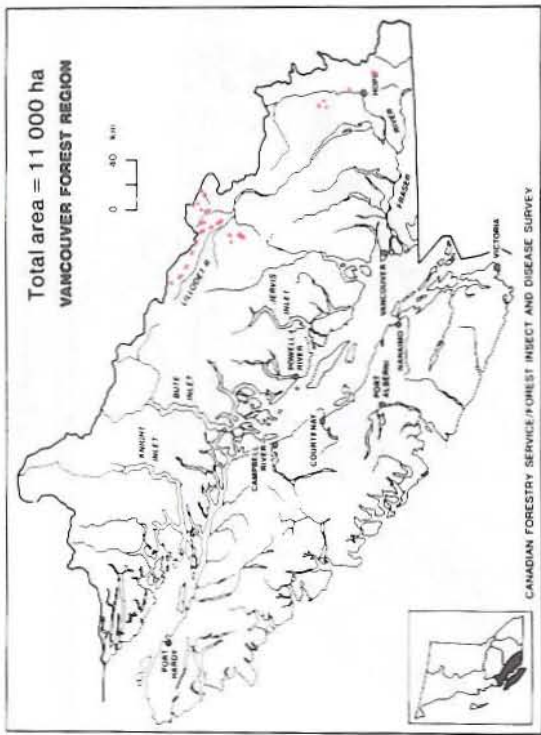 Total area = 11 000 ha
VANCOUVER FOREST REGION
0 40
km
LILLOOET R
KNIGHT
INLET
BUTE
INLET
JERVIS
INLET
PORT
HARDY
CAMPBELL
RIVER
POWELL
RIVER
COURTENAY
PORT
ALBERNI
NANAIMO
VANCOUVER
FRASER
RIVER
HOPE
VICTORIA
CANADIAN FORESTRY SERVICE/FOREST INSECT AND DISEASE SURVEY